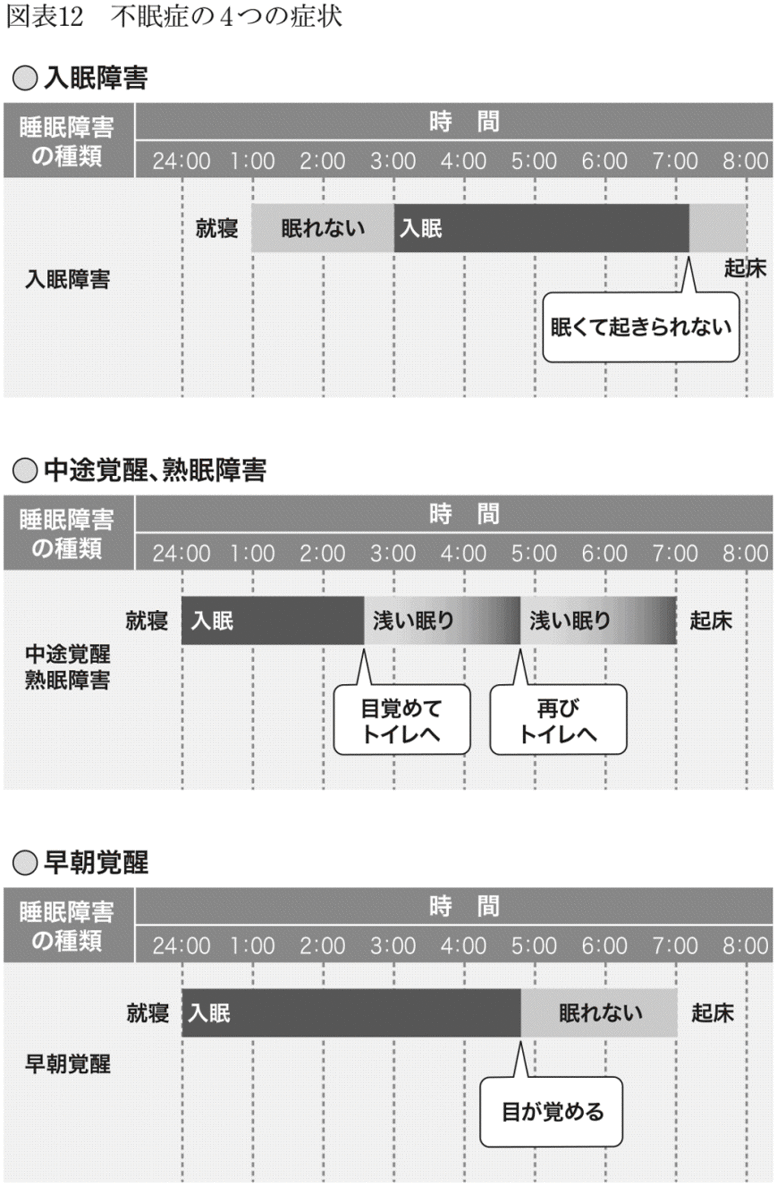 図表12　不眠症の4つの症状
入眠障害
睡眠障害
の種類
時　間
24:00 1:00 2:00 3:00 4:00 5:00 6:00 7:00 8:00
入眠障害
就寝
眠れない
入眠
起床
眠くて起きられない
中途覚醒、熟眠障害
睡眠障害
の種類
時　間
24:00 1:00 2:00 3:00 4:00 5:00 6:00 7:00 8:00
中途覚醒
熟眠障害
就寝
入眠
浅い眠り
浅い眠り
起床
目覚めて
トイレへ
再び
トイレへ
早朝覚醒
睡眠障害
の種類
時　間
24:00 1:00 2:00 3:00 4:00 5:00 6:00 7:00 8:00
早朝覚醒
就寝
入眠
眠れない
起床
目が覚める